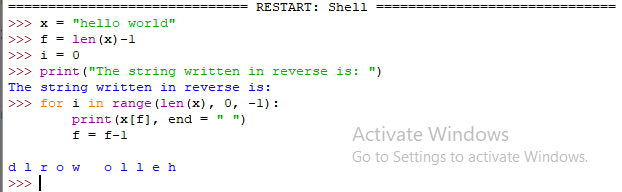 ============================== RESTART: Shell ==============================
>>> x = "hello world"
>>> f = len(x)-1
>>> i = 0
>>> print("The string written in reverse is: ")
The string written in reverse is:
>>> for i in range(len(x), 0, -1):
        print(x[f], end = " ")
        f = f-1
d l r o w   o l l e h
>>>
Activate Windows
Go to Settings to activate Windows.